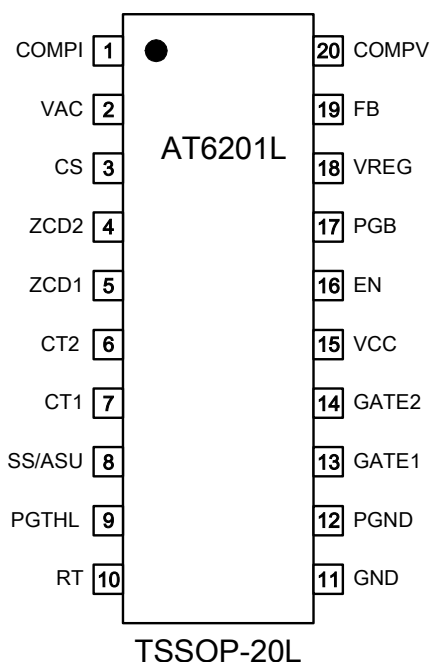 COMPI 1 20 COMPV
VAC 2 19 FB
AT6201L
CS 3 18 VREG
ZCD2 4 17 PGB
ZCD1 5 16 EN
CT2 6 15 VCC
CT1 7 14 GATE2
SS/ASU 8 13 GATE1
PGTHL 9 12 PGND
RT 10 11 GND
TSSOP-20L